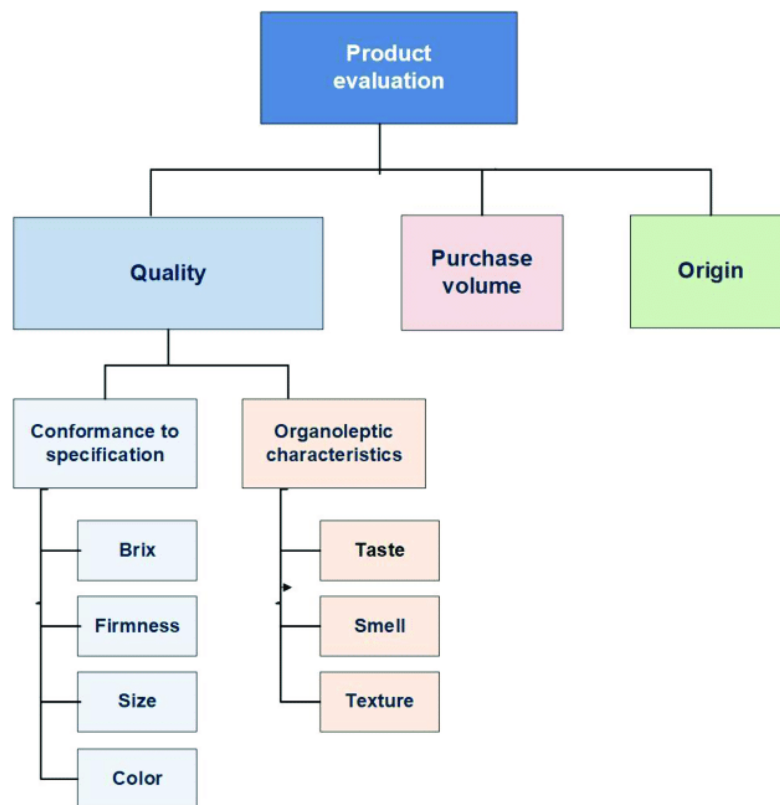 Product
evaluation
Quality
Purchase
volume
Origin
Conformance to
specification
Organoleptic
characteristics
Brix
Taste
Firmness
Smell
Size
Texture
Color